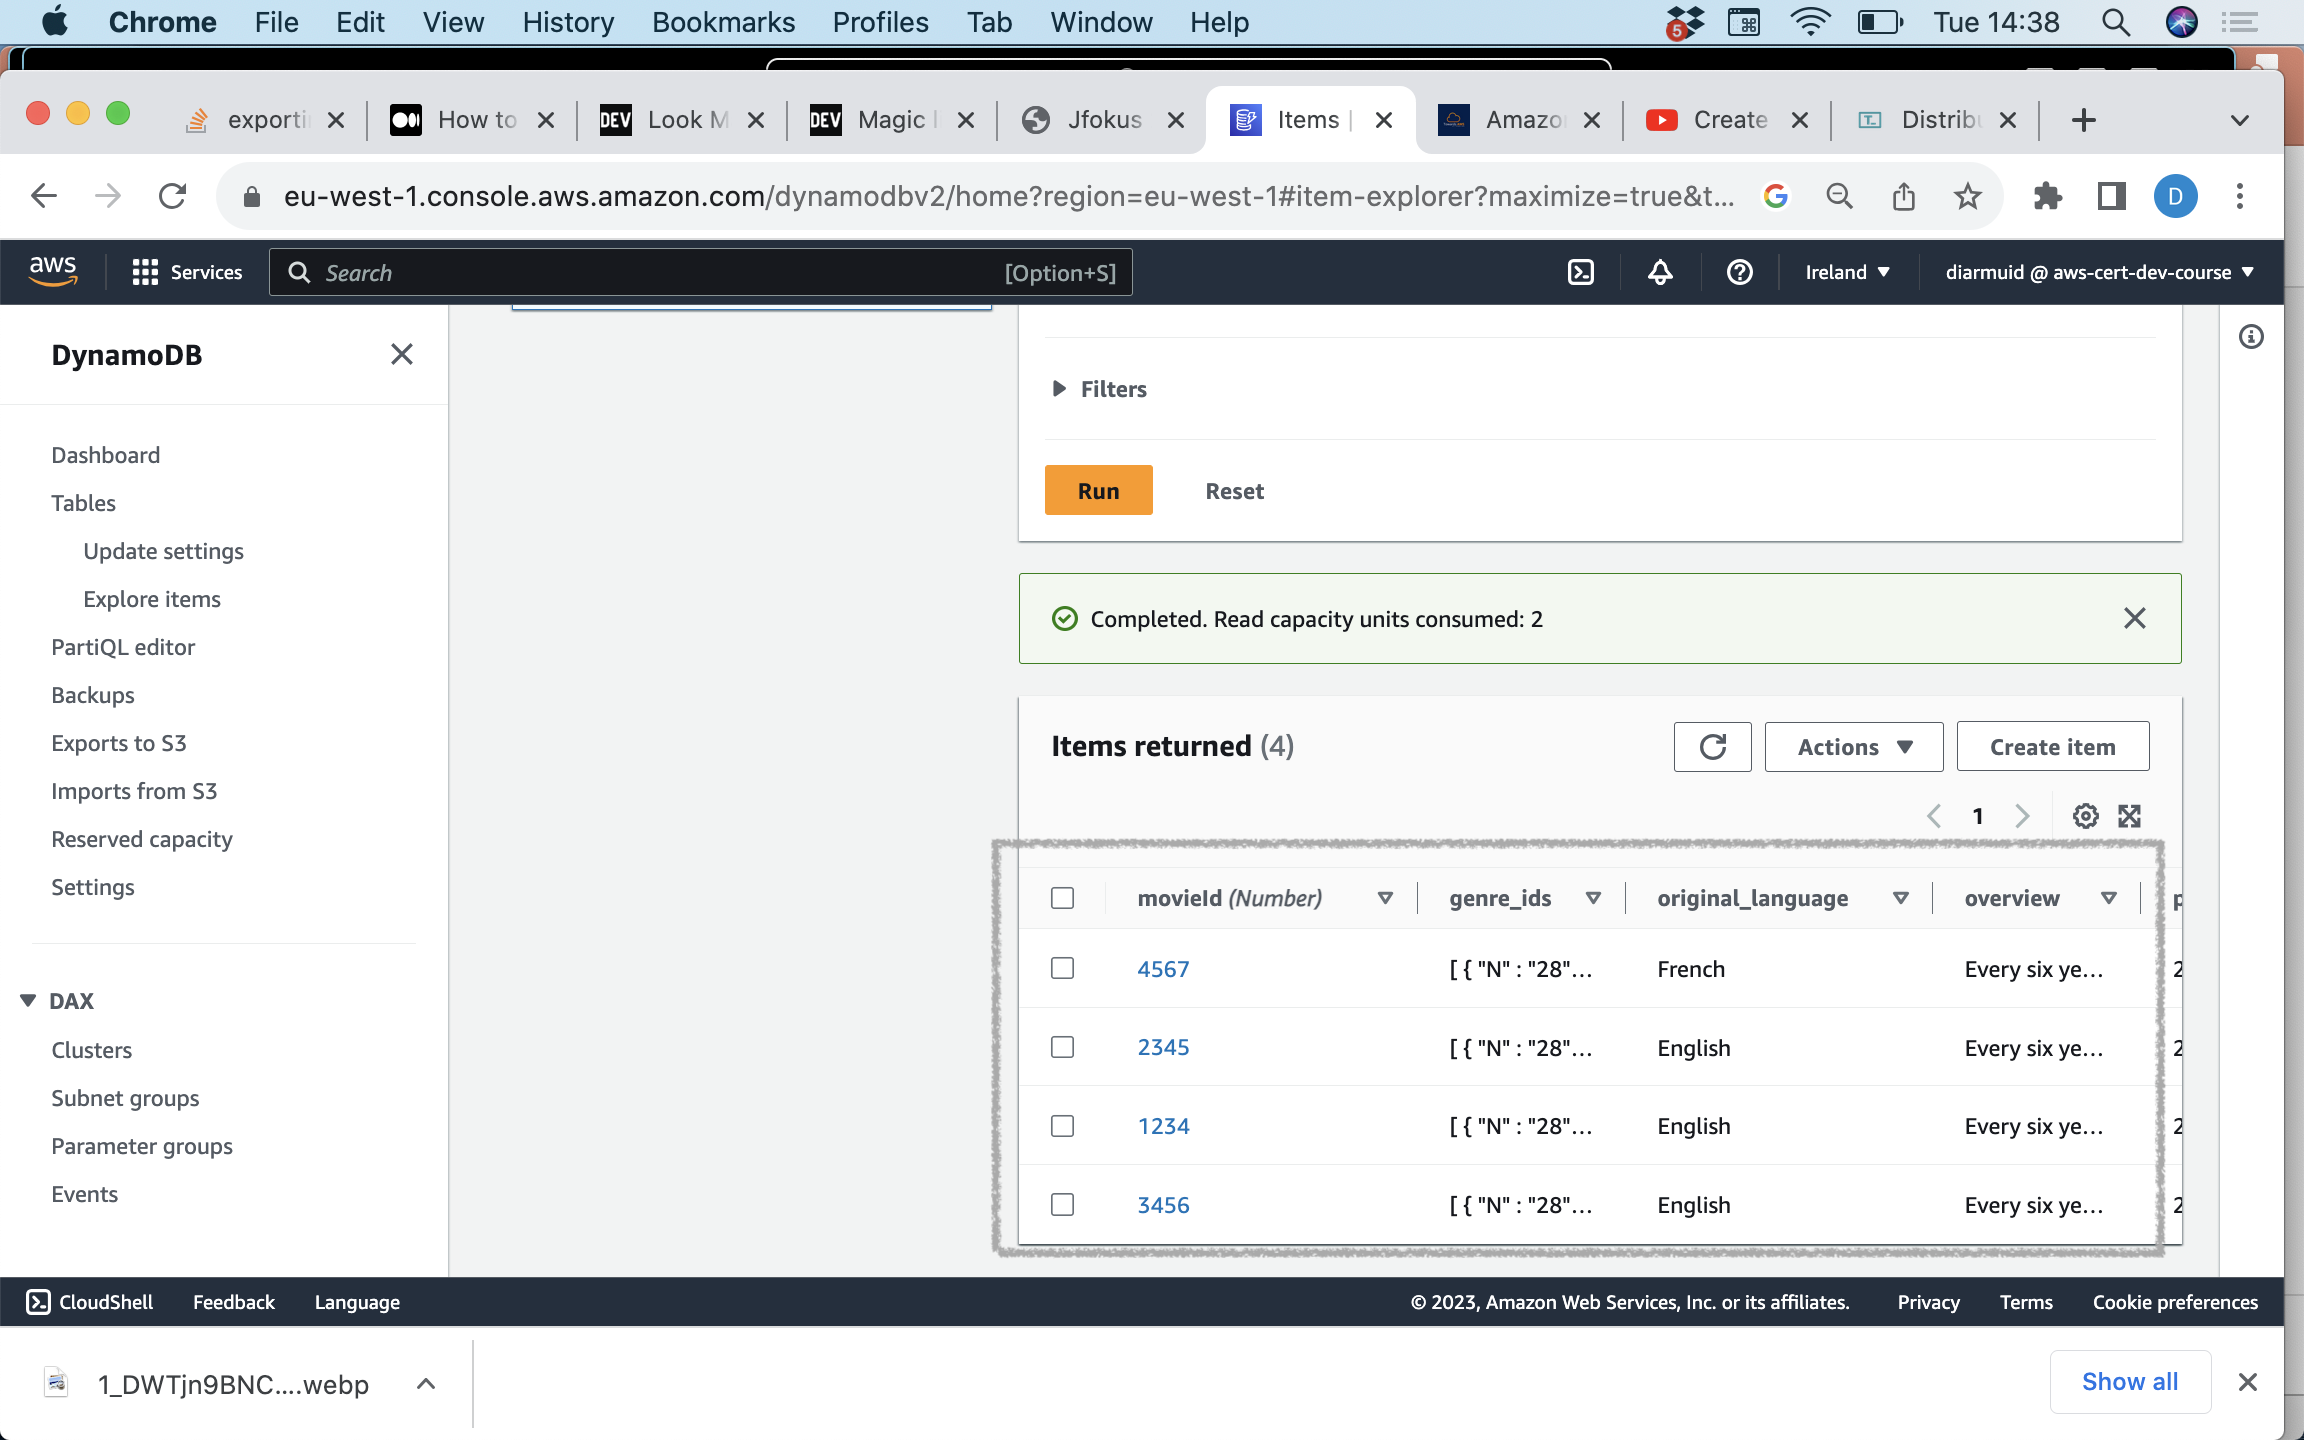 Chrome File Edit View History Bookmarks Profiles Tab Window Help 5 Tue 14:38
exporti How to DEV Look M DEV Magic Jfokus Items | Amazo Create Distrib
eu-west-1.console.aws.amazon.com/dynamodbv2/home?region=eu-west-1#item-explorer?maximize=true&t... D
aws Services Search [Option+S] Ireland diarmuid @ aws-cert-dev-course
DynamoDB
Dashboard
Tables
Update settings
Explore items
PartiQL editor
Backups
Exports to S3
Imports from S3
Reserved capacity
Settings
DAX
Clusters
Subnet groups
Parameter groups
Events
Filters
Run Reset
Completed. Read capacity units consumed: 2
Items returned (4) Actions Create item
1
movieId (Number) genre_ids original_language overview
4567 [ { "N" : "28"... French Every six ye...
2345 [ { "N" : "28"... English Every six ye...
1234 [ { "N" : "28"... English Every six ye...
3456 [ { "N" : "28"... English Every six ye...
CloudShell Feedback Language © 2023, Amazon Web Services, Inc. or its affiliates. Privacy Terms Cookie preferences
1_DWTjn9BNC....webp Show all